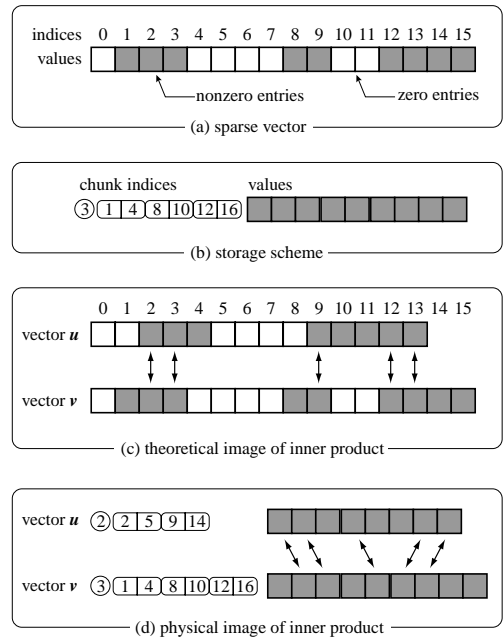 indices 0 1 2 3 4 5 6 7 8 9 10 11 12 13 14 15
values
nonzero entries zero entries
(a) sparse vector
chunk indices values
3 1 4 8 10 12 16
(b) storage scheme
0 1 2 3 4 5 6 7 8 9 10 11 12 13 14 15
vector u
vector v
(c) theoretical image of inner product
vector u 2 2 5 9 14
vector v 3 1 4 8 10 12 16
(d) physical image of inner product